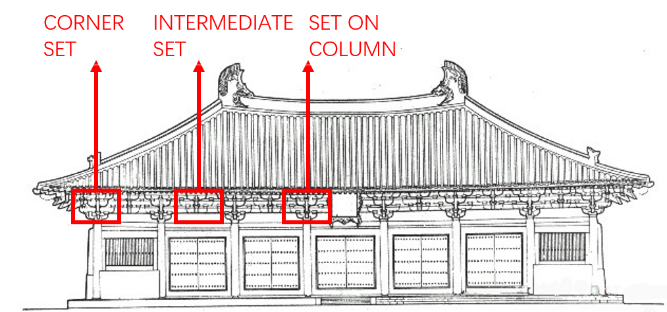 CORNER
SET
INTERMEDIATE
SET
SET ON
COLUMN